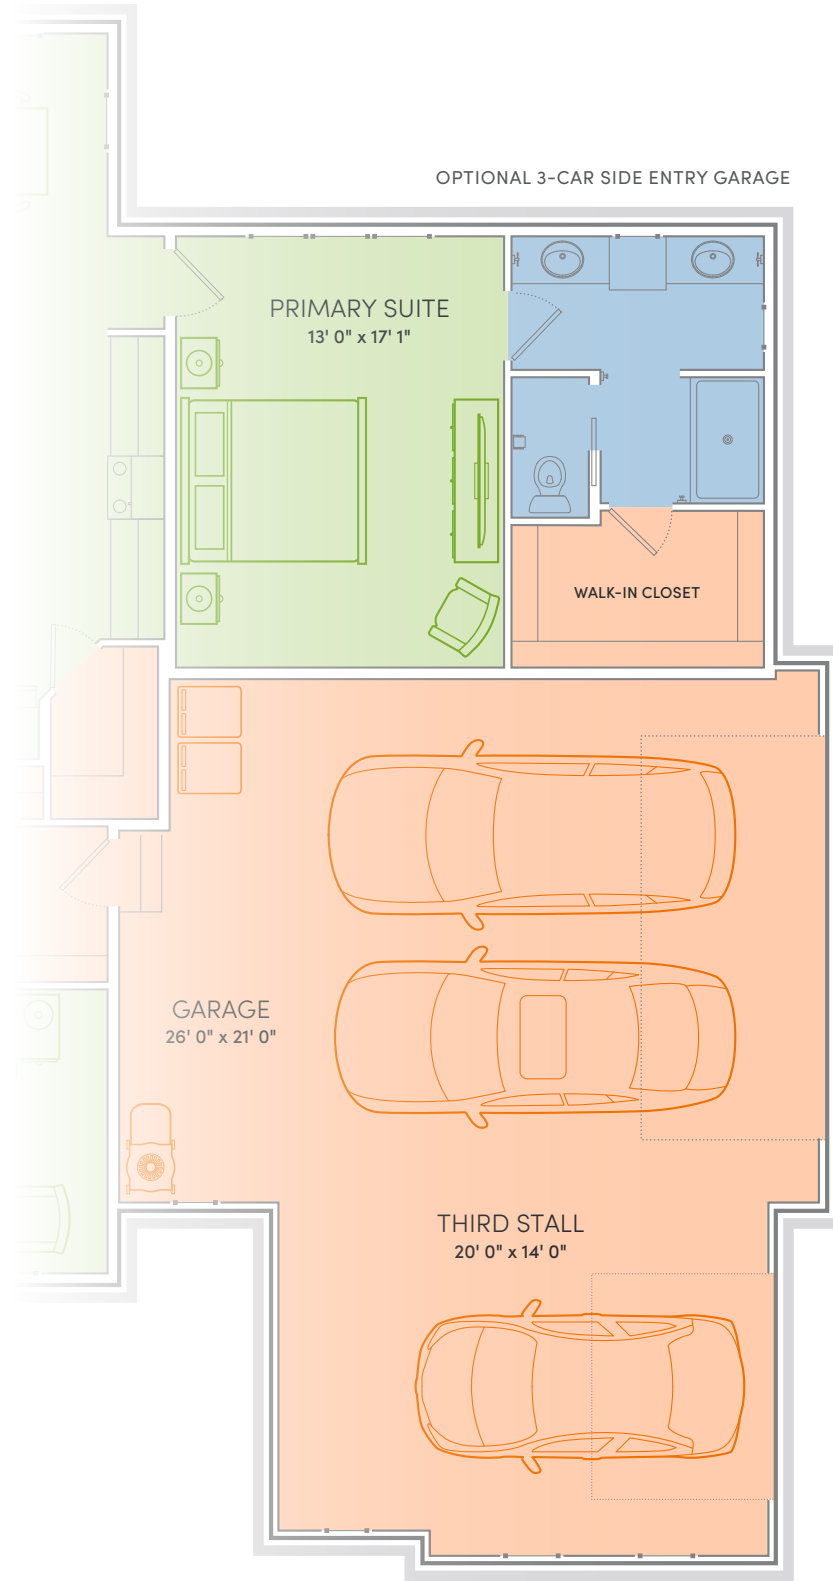 OPTIONAL 3-CAR SIDE ENTRY GARAGE
PRIMARY SUITE
13' 0" x 17' 1"
WALK-IN CLOSET
GARAGE
26' 0" x 21' 0"
THIRD STALL
20' 0" x 14' 0"